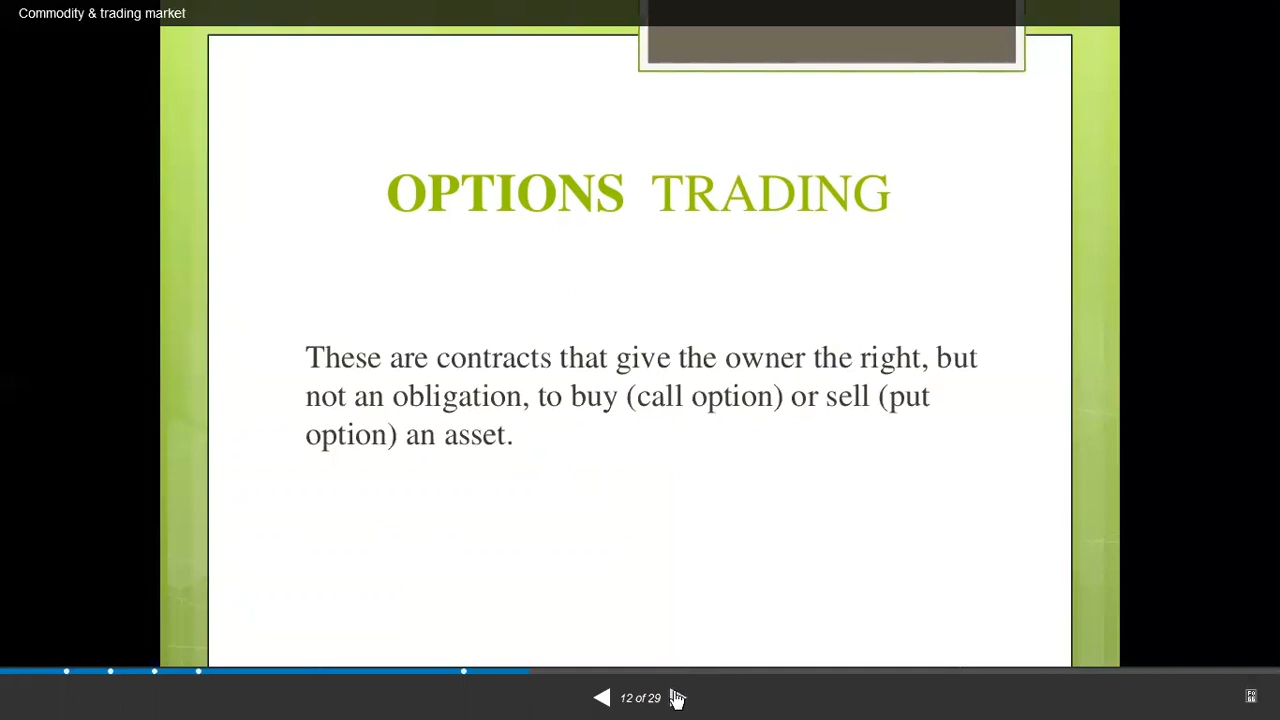 Commodity & trading market
OPTIONS TRADING
These are contracts that give the owner the right, but
not an obligation, to buy (call option) or sell (put
option) an asset.
12 of 29